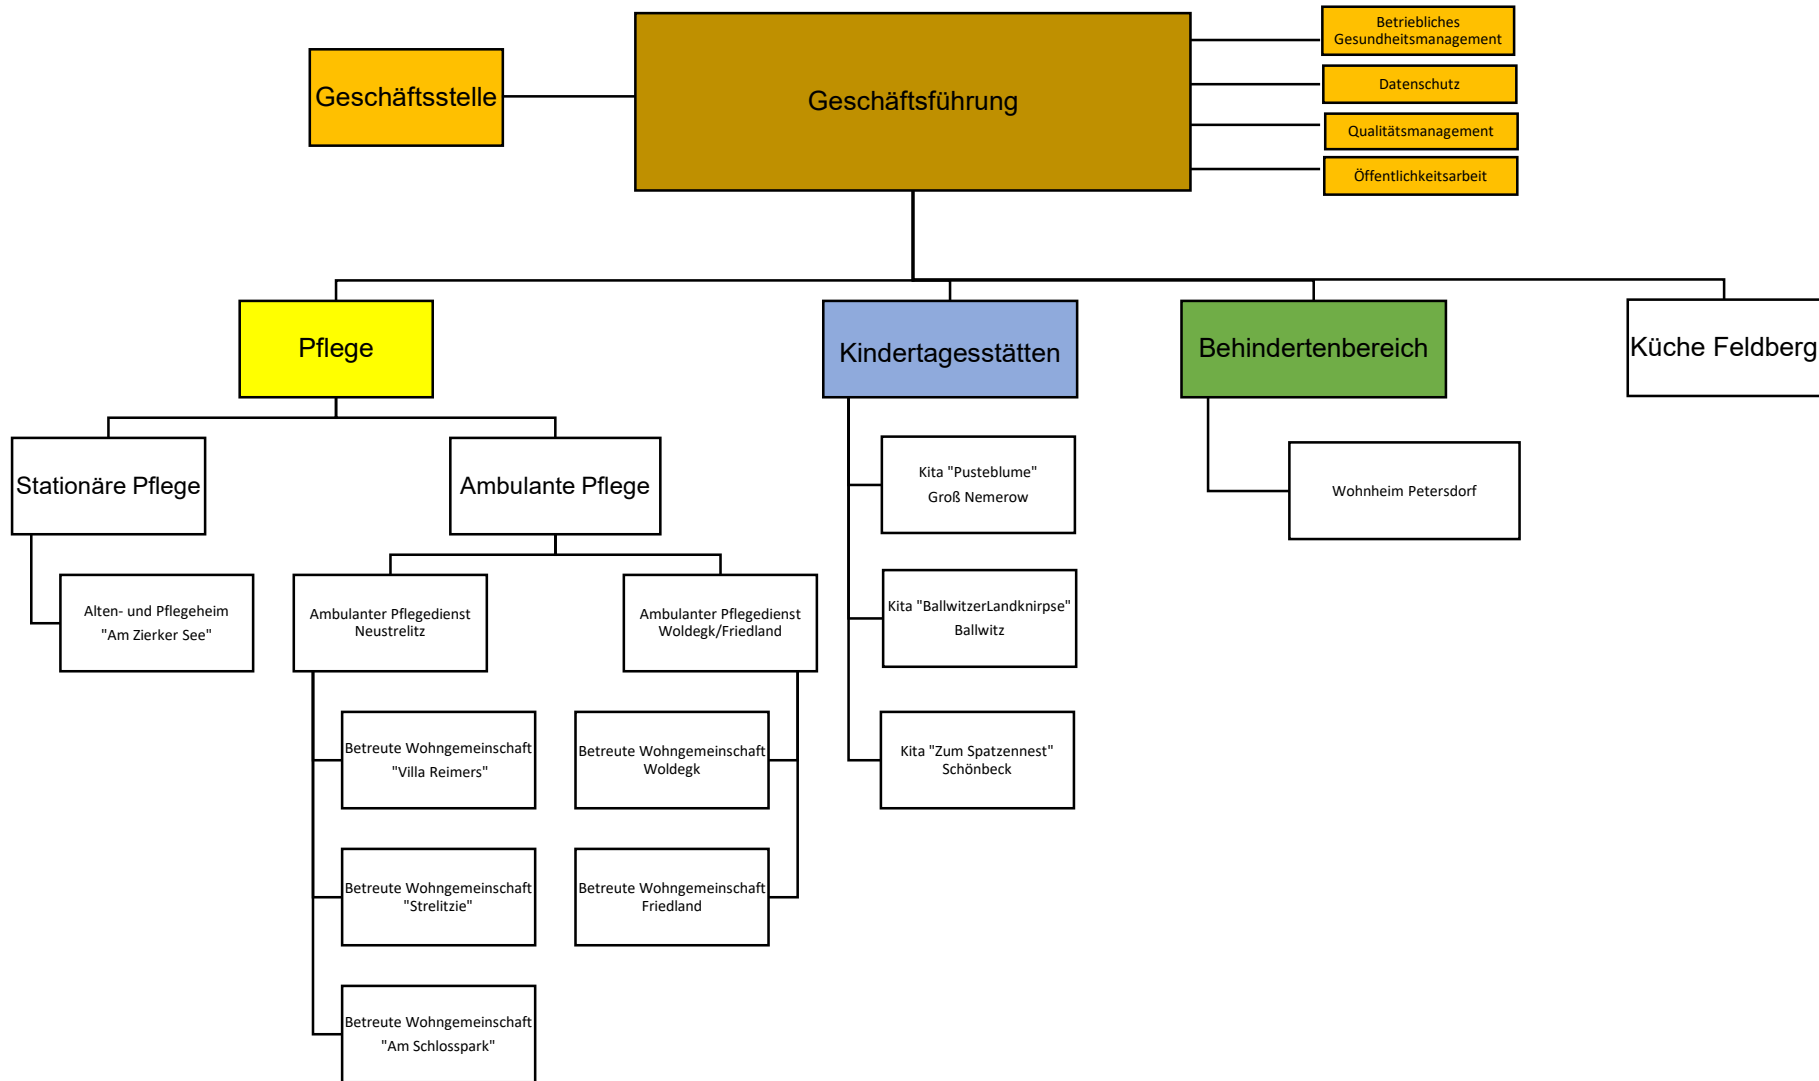 Betriebliches
Gesundheitsmanagement
Geschäftsstelle
Geschäftsführung
Datenschutz
Qualitätsmanagement
Öffentlichkeitsarbeit
Pflege
Kindertagesstätten
Behindertenbereich
Küche Feldberg
Stationäre Pflege
Ambulante Pflege
Kita "Pusteblume"
Groß Nemerow
Wohnheim Petersdorf
Alten- und Pflegeheim
"Am Zierker See"
Ambulanter Pflegedienst
Neustrelitz
Ambulanter Pflegedienst
Woldegk/Friedland
Kita "BallwitzerLandknirpse"
Ballwitz
Betreute Wohngemeinschaft
"Villa Reimers"
Betreute Wohngemeinschaft
Woldegk
Kita "Zum Spatzennest"
Schönbeck
Betreute Wohngemeinschaft
"Strelitzie"
Betreute Wohngemeinschaft
Friedland
Betreute Wohngemeinschaft
"Am Schlosspark"